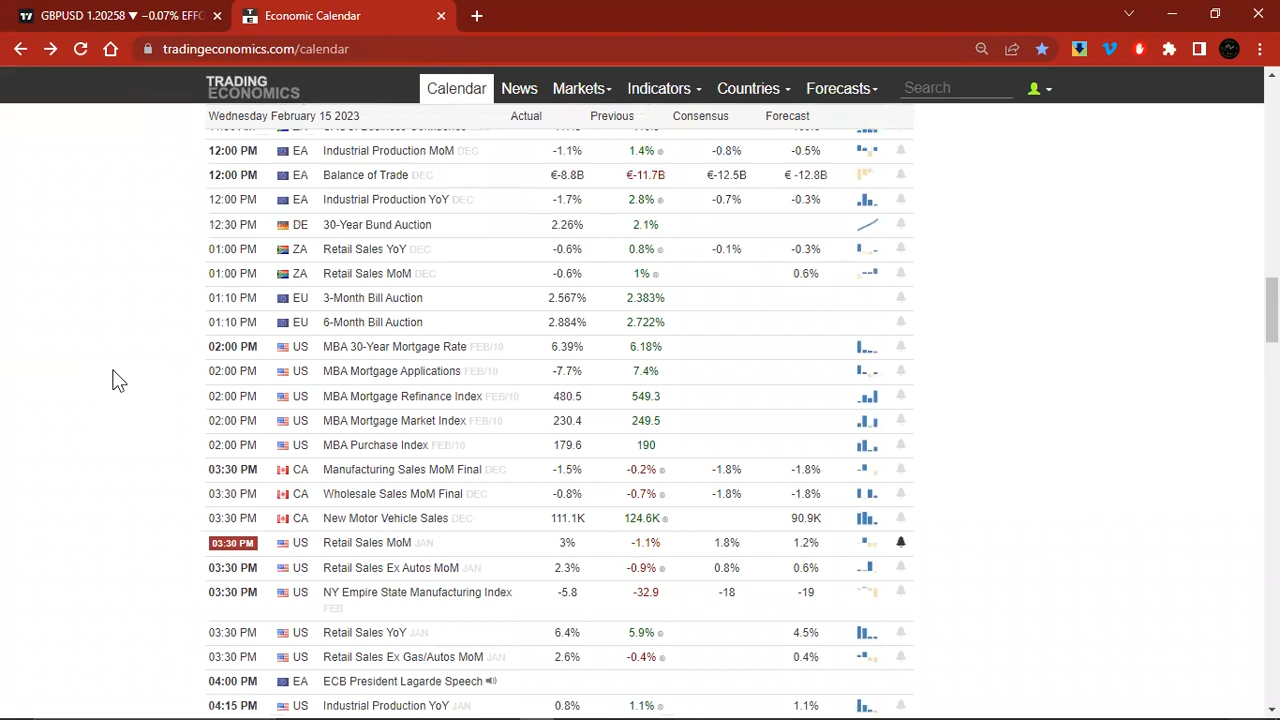 GBPUSD 1.20258 ▼ −0.07% EFFC
TE Economic Calendar
tradingeconomics.com/calendar
TRADING
ECONOMICS
Calendar News Markets Indicators Countries Forecasts Search
Wednesday February 15 2023 Actual Previous Consensus Forecast
12:00 PM EA Industrial Production MoM DEC -1.1% 1.4% ® -0.8% -0.5%
12:00 PM EA Balance of Trade DEC €-8.8B €-11.7B €-12.5B € -12.8B
12:00 PM EA Industrial Production YoY DEC -1.7% 2.8% ® -0.7% -0.3%
12:30 PM DE 30-Year Bund Auction 2.26% 2.1%
01:00 PM ZA Retail Sales YoY DEC -0.6% 0.8% ® -0.1% -0.3%
01:00 PM ZA Retail Sales MoM DEC 0.6% 1% ® 0.6%
01:10 PM EU 3-Month Bill Auction 2.567% 2.38%
01:10 PM EU 6-Month Bill Auction 2.884% 2.722%
02:00 PM US MBA 30-Year Mortgage Rate FEB/10 6.39% 6.18%
02:00 PM US MBA Mortgage Applications FEB/10 -7.7% 7.4%
02:00 PM US MBA Mortgage Refinance Index FEB/10 480.5
02:00 PM US MBA Mortgage Market Index FEB/10 230.4 249.5
02:00 PM US MBA Purchase Index FEB/10 179.6 190
03:30 PM CA Manufacturing Sales MoM Final DEC -1.5% -0.2% ® -1.8% -1.8%
03:30 PM CA Wholesale Sales MoM Final DEC 0.8% -0.7% ® -1.8% -1.8%
03:30 PM CA New Motor Vehicle Sales DEC 111.1K 124.6K ® 90.9K
03:30 PM US Retail Sales MoM JAN 3% -1.1% 1.8% 1.2%
03:30 PM US Retail Sales Ex Autos MoM JAN 2.3% -0.9% ® 0.8% 0.6%
03:30 PM US NY Empire State Manufacturing Index -5.8 -18 -19
FEB
03:30 PM US Retail Sales YoY JAN 6.4% 5.9% ® 4.5%
03:30 PM US Retail Sales Ex Gas/Autos MoM JAN 2.6% -0.4% ® 0.4%
04:00 PM EA ECB President Lagarde Speech
04:15 PM US Industrial Production YoY JAN 0.8% 1.1% ® 1.1%